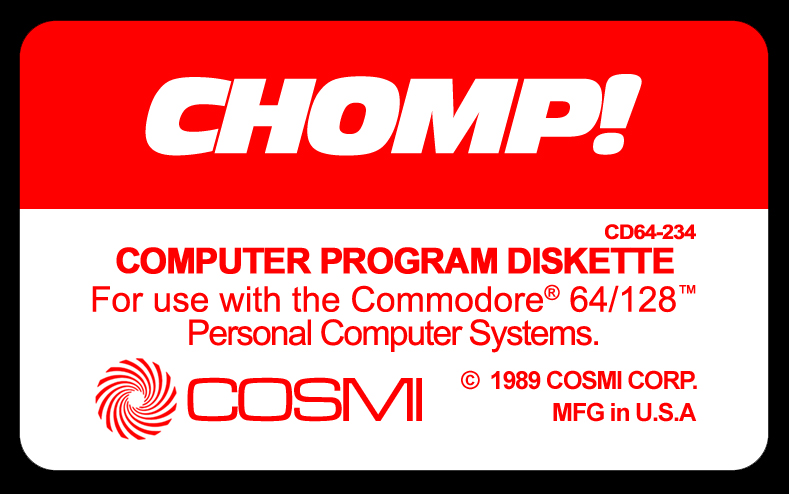 CHOMP!
CD64-234
COMPUTER PROGRAM DISKETTE
For use with the Commodore® 64/128™
Personal Computer Systems.
COSMI
© 1989 COSMI CORP.
MFG in U.S.A